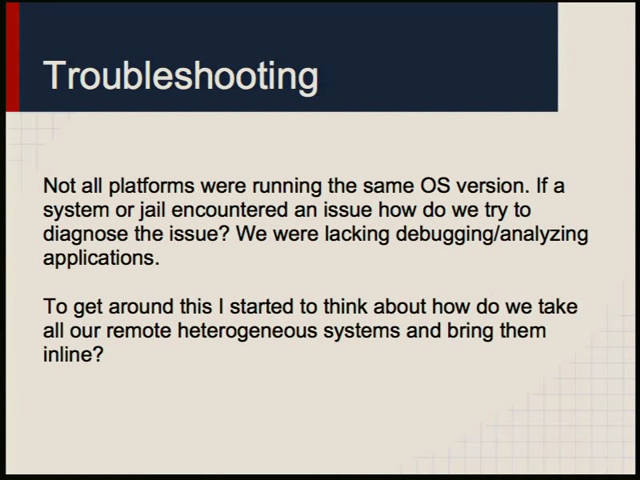 Troubleshooting
Not all platforms were running the same OS version. If a
system or jail encountered an issue how do we try to
diagnose the issue? We were lacking debugging/analyzing
applications.
To get around this I started to think about how do we take
all our remote heterogeneous systems and bring them
inline?